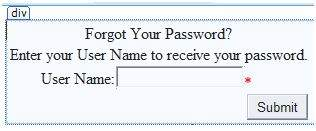 div
Forgot Your Password?
Enter your User Name to receive your password.
User Name: *
Submit